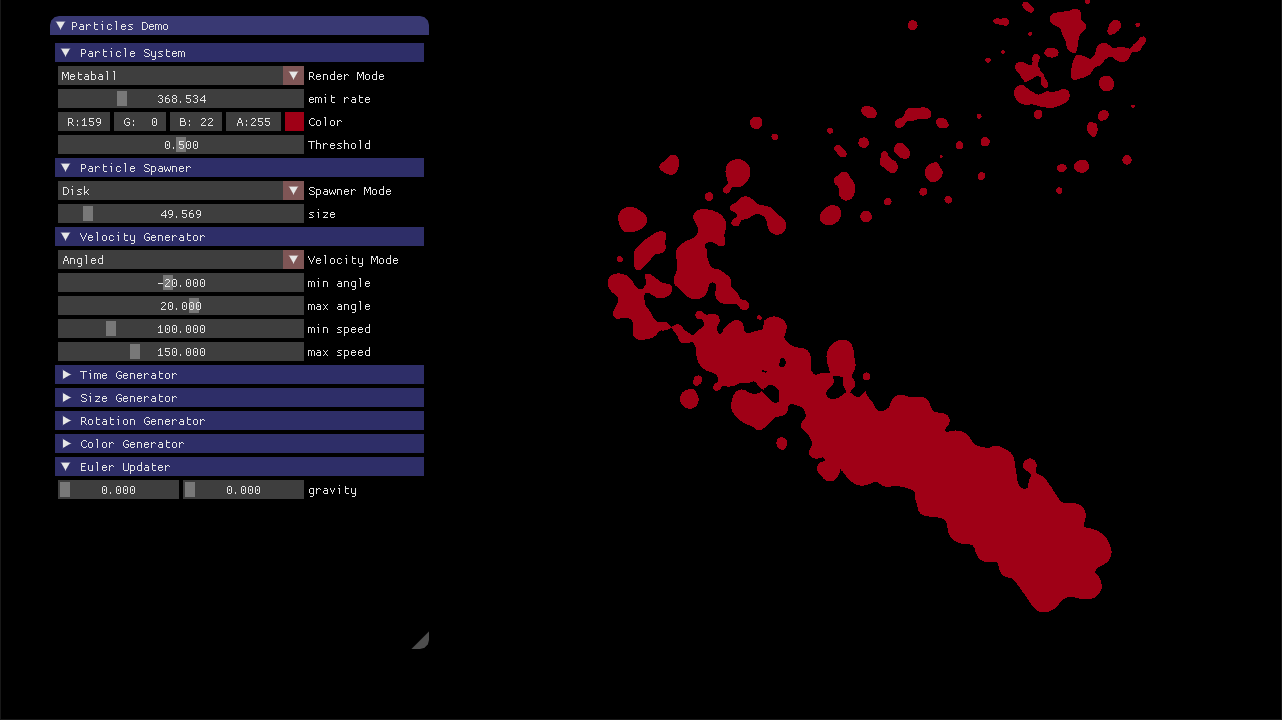 Particles Demo
Particle System
Metaball Render Mode
368.534 emit rate
R:159 G: 0 B: 22 A:255 Color
0.500 Threshold
Particle Spawner
Disk Spawner Mode
49.569 size
Velocity Generator
Angled Velocity Mode
-20.000 min angle
20.000 max angle
100.000 min speed
150.000 max speed
Time Generator
Size Generator
Rotation Generator
Color Generator
Euler Updater
0.000 0.000 gravity